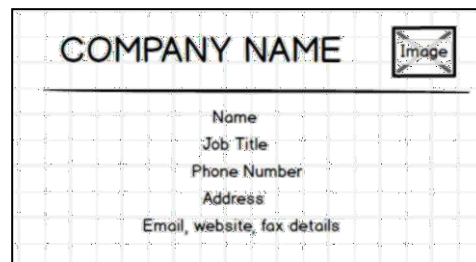 COMPANY NAME
Image
Name
Job Title
Phone Number
Address
Email, website, fax details